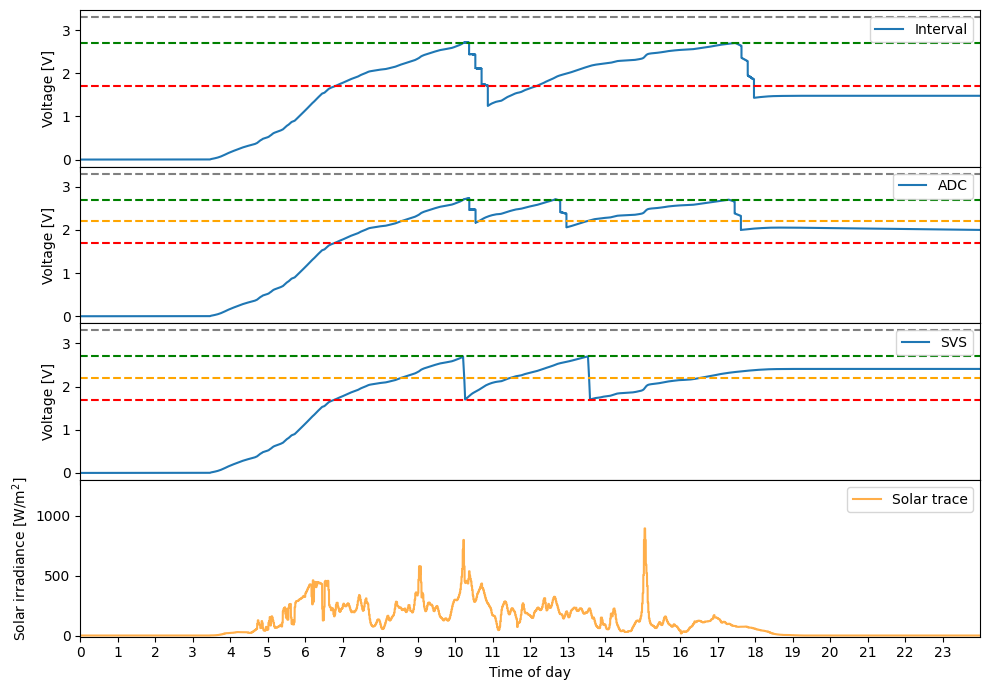 Voltage [V]
3
2
1
0
Interval
Voltage [V]
3
2
1
0
ADC
Voltage [V]
3
2
1
0
SVS
Solar irradiance [W/m²]
1000
500
0
Solar trace
0 1 2 3 4 5 6 7 8 9 10 11 12 13 14 15 16 17 18 19 20 21 22 23
Time of day